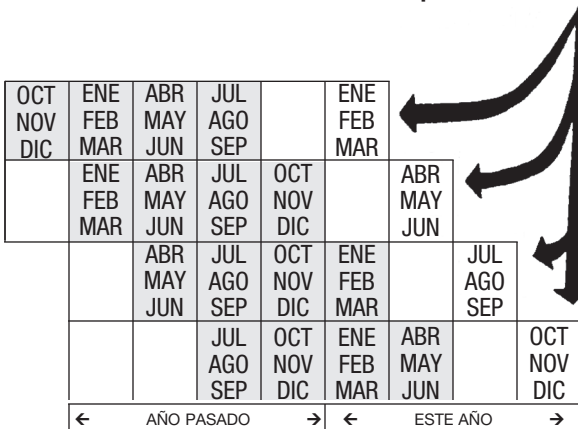 OCT ENE ABR JUL ENE
NOV FEB MAY AGO FEB
DIC MAR JUN SEP MAR
ENE ABR JUL OCT ABR
FEB MAY AGO NOV MAY
MAR JUN SEP DIC JUN
ABR JUL OCT ENE JUL
MAY AGO NOV FEB AGO
JUN SEP DIC MAR SEP
JUL OCT ENE ABR OCT
AGO NOV FEB MAY NOV
SEP DIC MAR JUN DIC
← AÑO PASADO → ← ESTE AÑO →